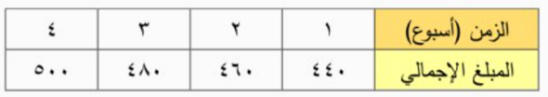 الزمن (أسبوع) ١ ٢ ٣ ٤
المبلغ الإجمالي ٤٤٠ ٤٦٠ ٤٨٠ ٥٠٠